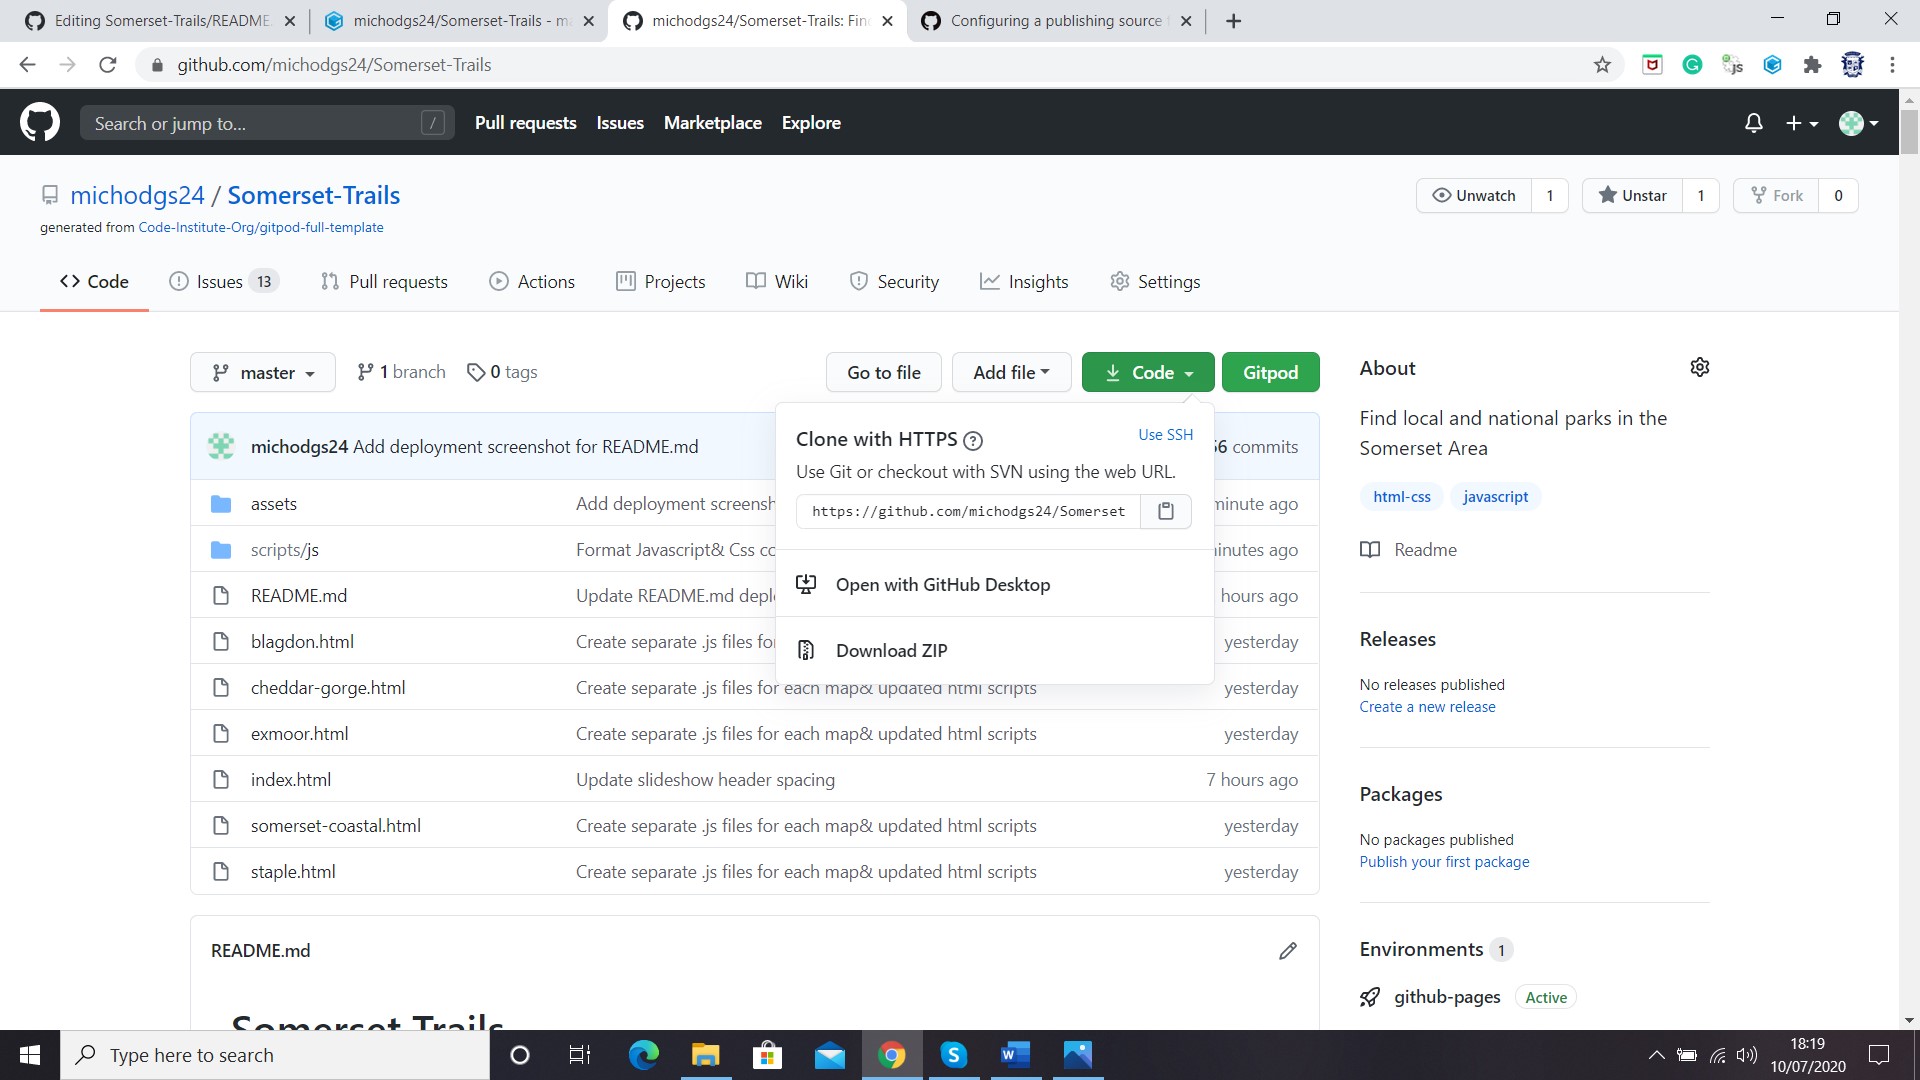 Editing Somerset-Trails/README.
michodgs24/Somerset-Trails - m
michodgs24/Somerset-Trails: Fin
Configuring a publishing source
github.com/michodgs24/Somerset-Trails
Search or jump to...
/
Pull requests
Issues
Marketplace
Explore
michodgs24 / Somerset-Trails
generated from Code-Institute-Org/gitpod-full-template
Unwatch 1
Unstar 1
Fork 0
Code
Issues 13
Pull requests
Actions
Projects
Wiki
Security
Insights
Settings
master
1 branch
0 tags
Go to file
Add file
Code
Gitpod
michodgs24 Add deployment screenshot for README.md
56 commits
Clone with HTTPS
Use SSH
Use Git or checkout with SVN using the web URL.
https://github.com/michodgs24/Somerset
Open with GitHub Desktop
Download ZIP
assets
Add deployment screensh
minute ago
scripts/js
Format Javascript& Css co
inutes ago
README.md
Update README.md depl
hours ago
blagdon.html
Create separate .js files fo
yesterday
cheddar-gorge.html
Create separate .js files for each map& updated html scripts
yesterday
exmoor.html
Create separate .js files for each map& updated html scripts
yesterday
index.html
Update slideshow header spacing
7 hours ago
somerset-coastal.html
Create separate .js files for each map& updated html scripts
yesterday
staple.html
Create separate .js files for each map& updated html scripts
yesterday
README.md
Somerset Trails
About
Find local and national parks in the
Somerset Area
html-css
javascript
Readme
Releases
No releases published
Create a new release
Packages
No packages published
Publish your first package
Environments 1
github-pages
Active
Type here to search
18:19
10/07/2020